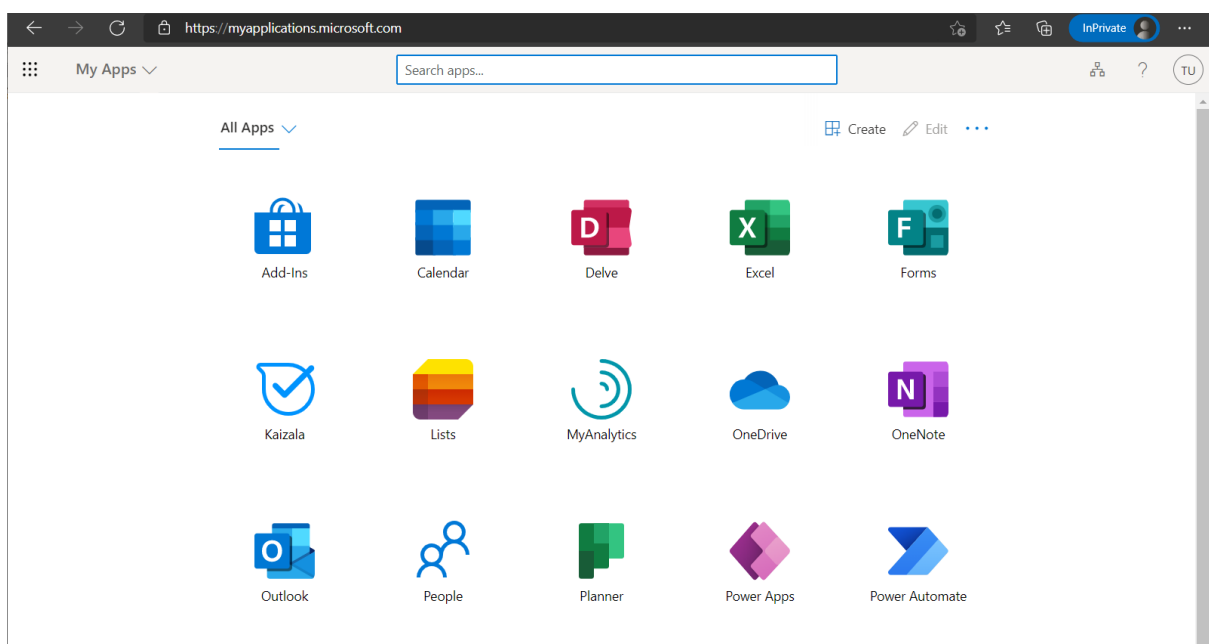 https://myapplications.microsoft.com InPrivate
My Apps Search apps... ? TU
All Apps Create Edit
D X F
Add-Ins Calendar Delve Excel Forms
N
Kaizala Lists MyAnalytics OneDrive OneNote
O
Outlook People Planner Power Apps Power Automate